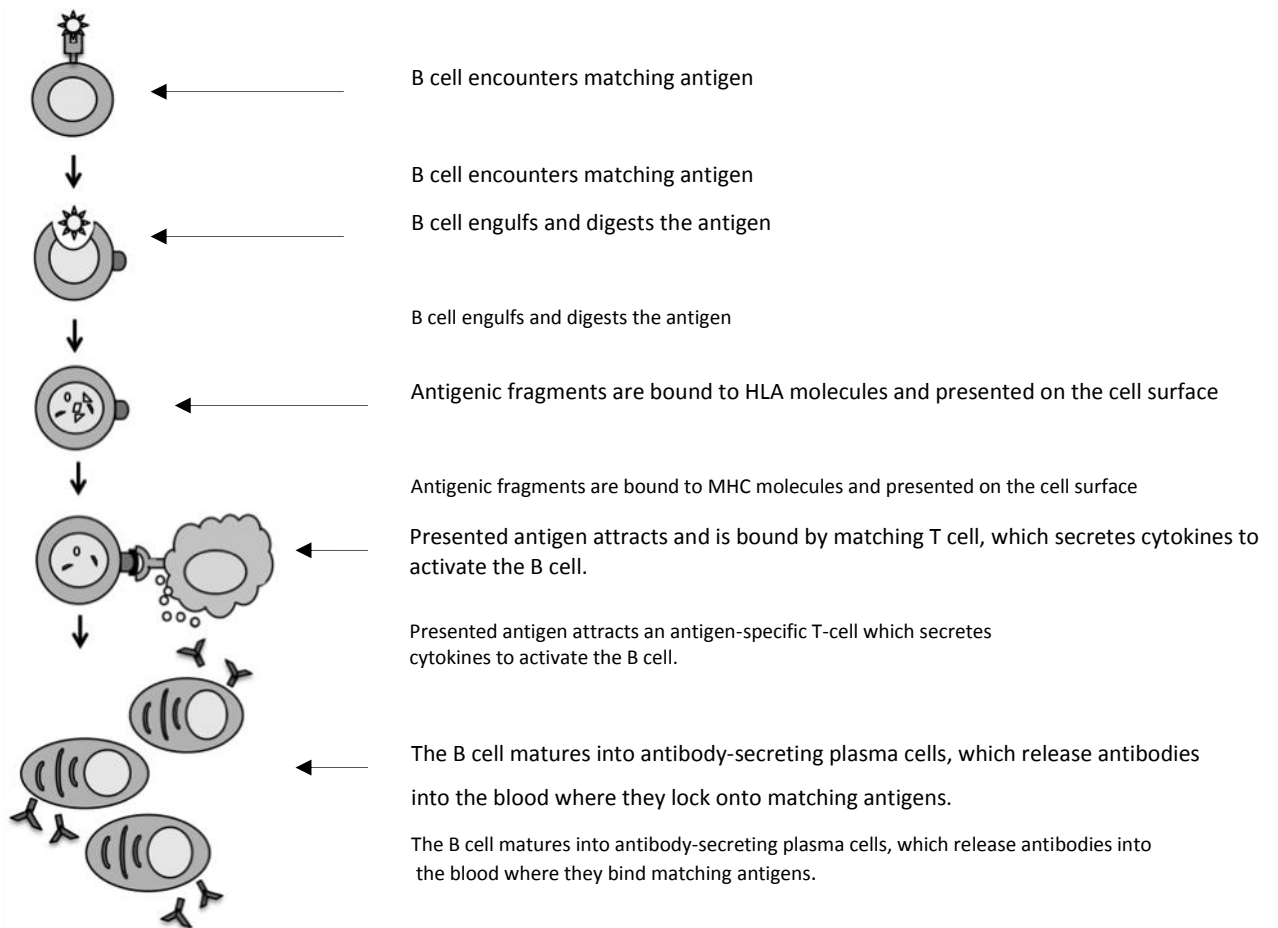 B cell encounters matching antigen
B cell encounters matching antigen
B cell engulfs and digests the antigen
B cell engulfs and digests the antigen
Antigenic fragments are bound to HLA molecules and presented on the cell surface
Antigenic fragments are bound to MHC molecules and presented on the cell surface
Presented antigen attracts and is bound by matching T cell, which secretes cytokines to
activate the B cell.
Presented antigen attracts an antigen-specific T-cell which secretes
cytokines to activate the B cell.
The B cell matures into antibody-secreting plasma cells, which release antibodies
into the blood where they lock onto matching antigens.
The B cell matures into antibody-secreting plasma cells, which release antibodies into
the blood where they bind matching antigens.